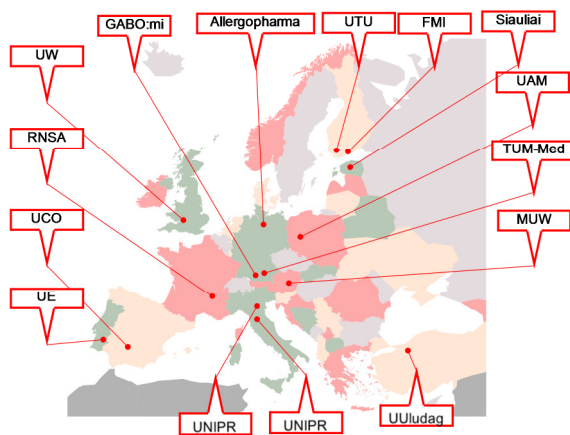 GABO:mi
Allergopharma
UTU
FMI
Siauliai
UW
UAM
RNSA
TUM-Med
UCO
MUW
UE
UNIPR
UNIPR
UUludag